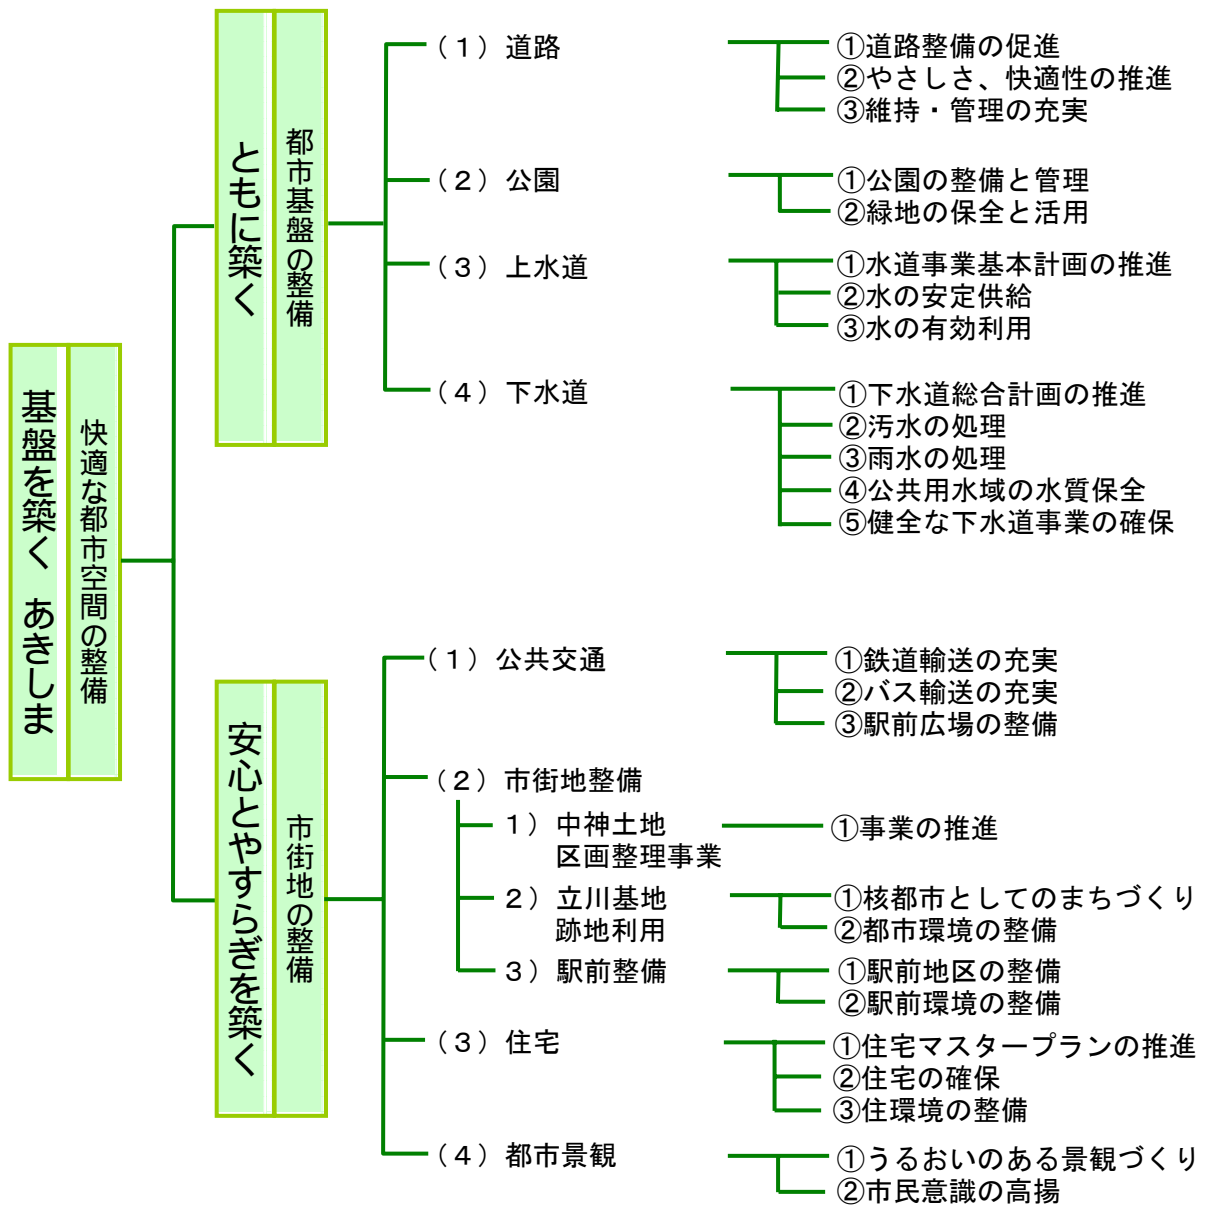 基盤を築く あきしま
快適な都市空間の整備
ともに築く
都市基盤の整備
（１）道路
①道路整備の促進
②やさしさ、快適性の推進
③維持・管理の充実
（２）公園
①公園の整備と管理
②緑地の保全と活用
（３）上水道
①水道事業基本計画の推進
②水の安定供給
③水の有効利用
（４）下水道
①下水道総合計画の推進
②汚水の処理
③雨水の処理
④公共用水域の水質保全
⑤健全な下水道事業の確保
安心とやすらぎを築く
市街地の整備
（１）公共交通
①鉄道輸送の充実
②バス輸送の充実
③駅前広場の整備
（２）市街地整備
１）中神土地
区画整理事業
①事業の推進
２）立川基地
跡地利用
①核都市としてのまちづくり
②都市環境の整備
３）駅前整備
①駅前地区の整備
②駅前環境の整備
（３）住宅
①住宅マスタープランの推進
②住宅の確保
③住環境の整備
（４）都市景観
①うるおいのある景観づくり
②市民意識の高揚